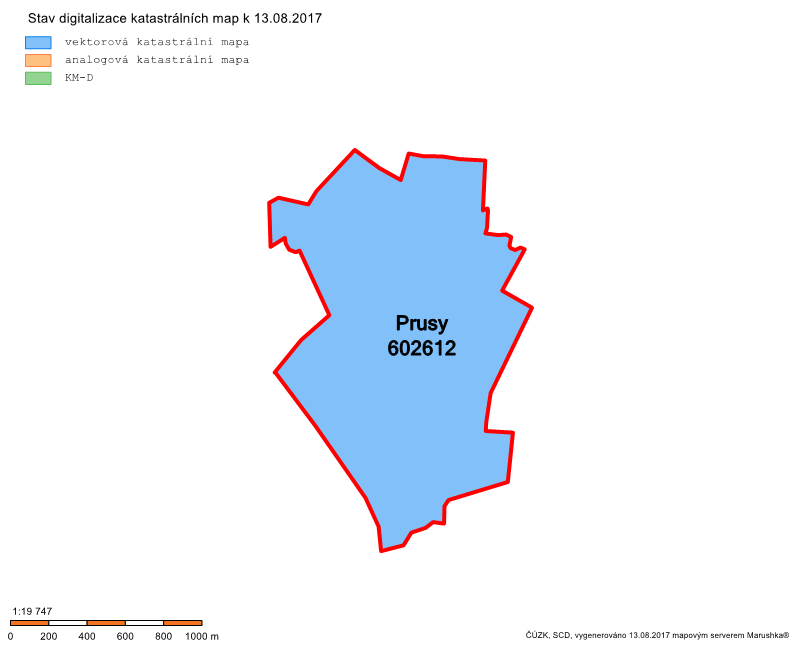 Stav digitalizace katastrálních map k 13.08.2017
vektorová katastrální mapa
analogová katastrální mapa
KM-D
Prusy
602612
1:19 747
0 200 400 600 800 1000 m
ČÚZK, SCD, vygenerováno 13.08.2017 mapovým serverem Marushka®